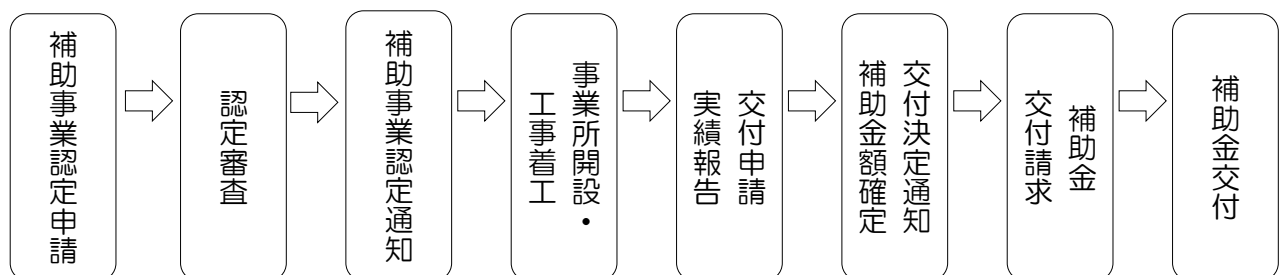 補助事業認定申請
認定審査
補助事業認定通知
事業所開設・
工事着工
交付申請
実績報告
交付決定通知
補助金額確定
補助金
交付請求
補助金交付